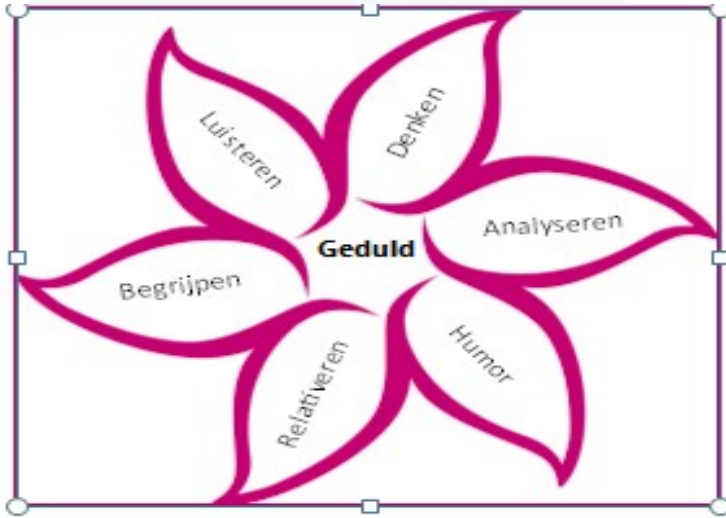 Denken
Luisteren
Analyseren
Geduld
Begrijpen
Humor
Relativeren